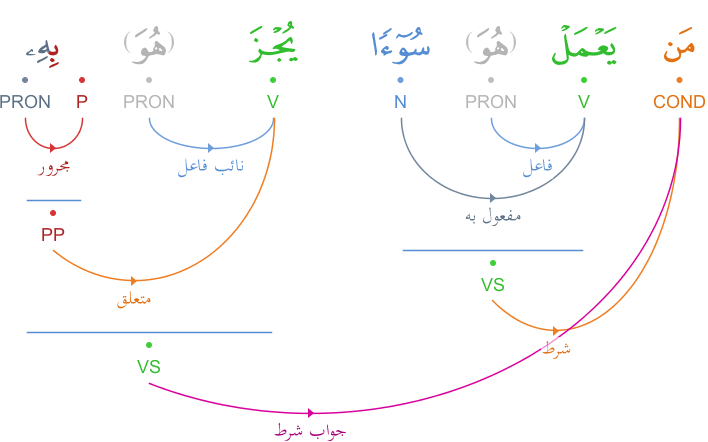 مَن يَعْمَلْ (هُوَ) سُوٓءًا يُجْزَ (هُوَ) بِهِۦ
COND V PRON N V PRON P PRON
فاعل نائب فاعل مجرور
مفعول به
PP
VS
متعلق
شرط
VS
جواب شرط